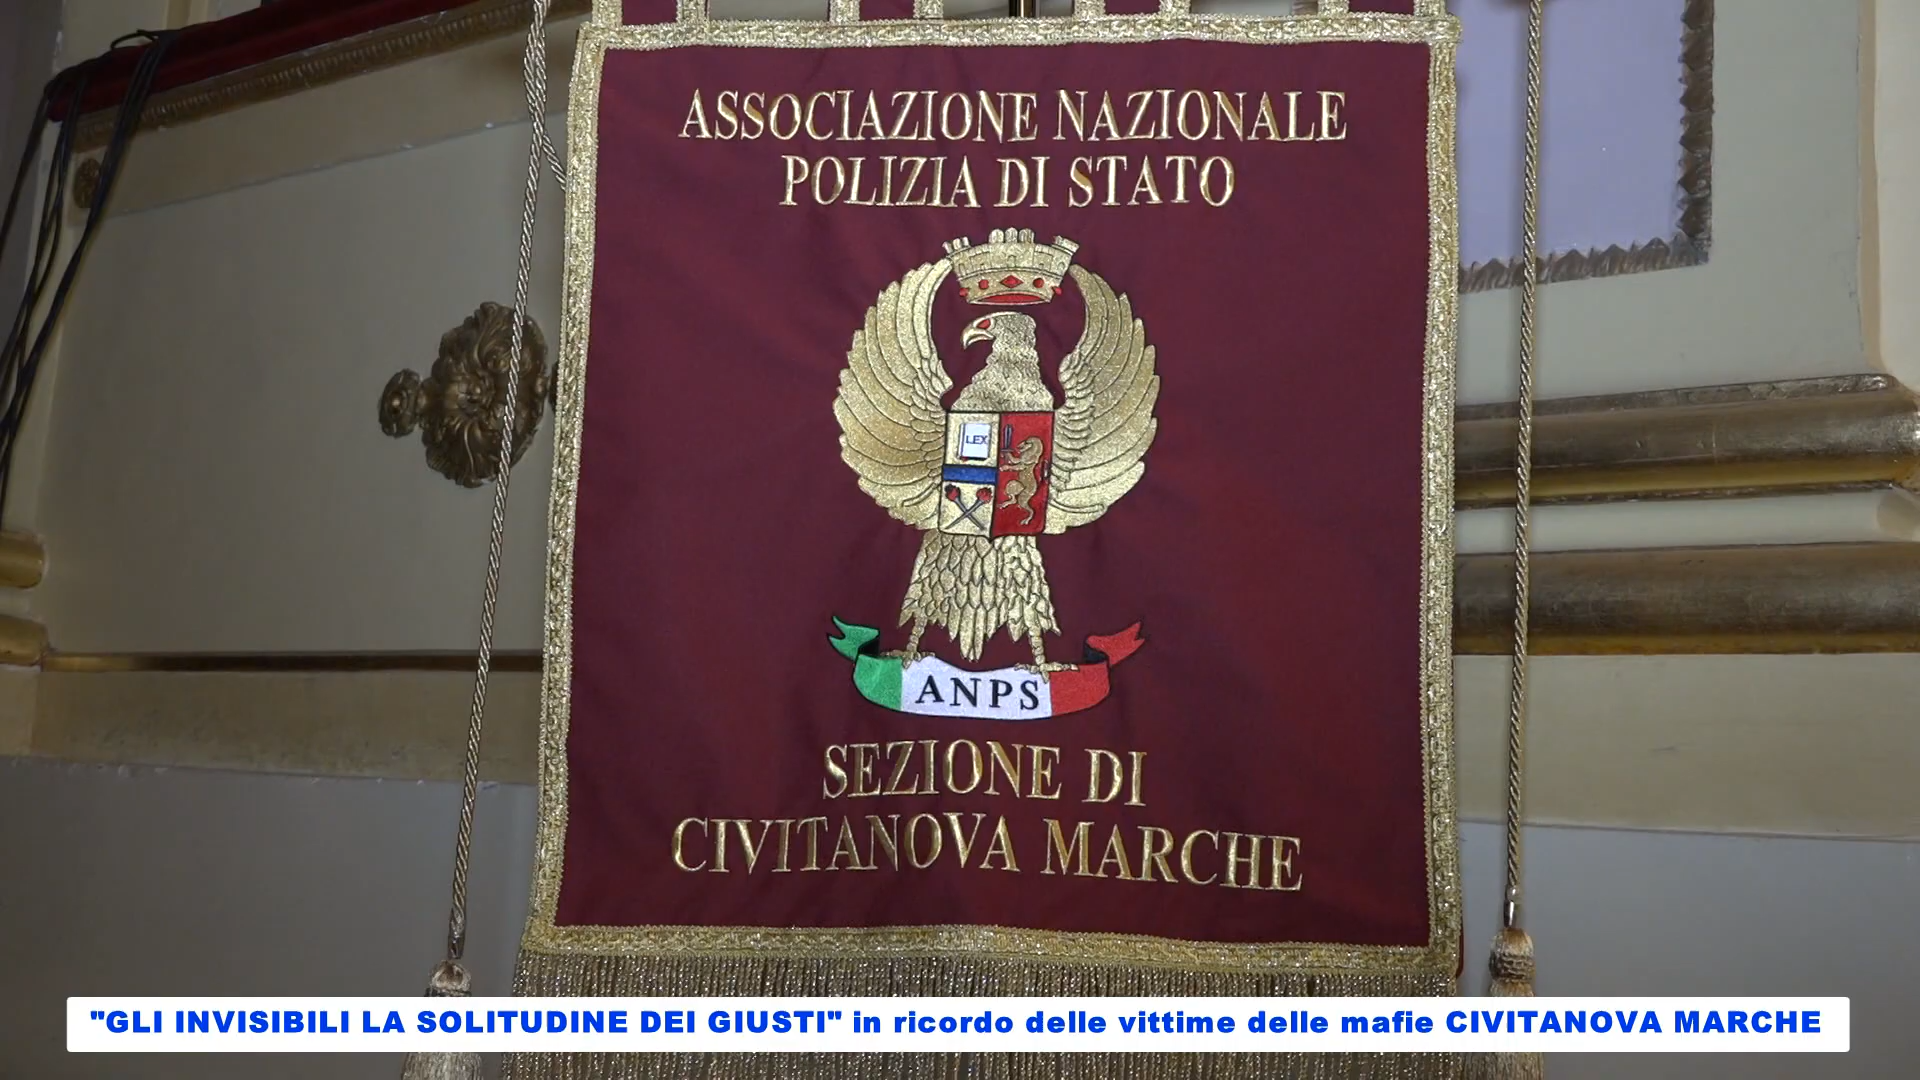 ASSOCIAZIONE NAZIONALE
POLIZIA DI STATO
LEX
ANPS
SEZIONE DI
CIVITANOVA MARCHE
"GLI INVISIBILI LA SOLITUDINE DEI GIUSTI" in ricordo delle vittime delle mafie CIVITANOVA MARCHE